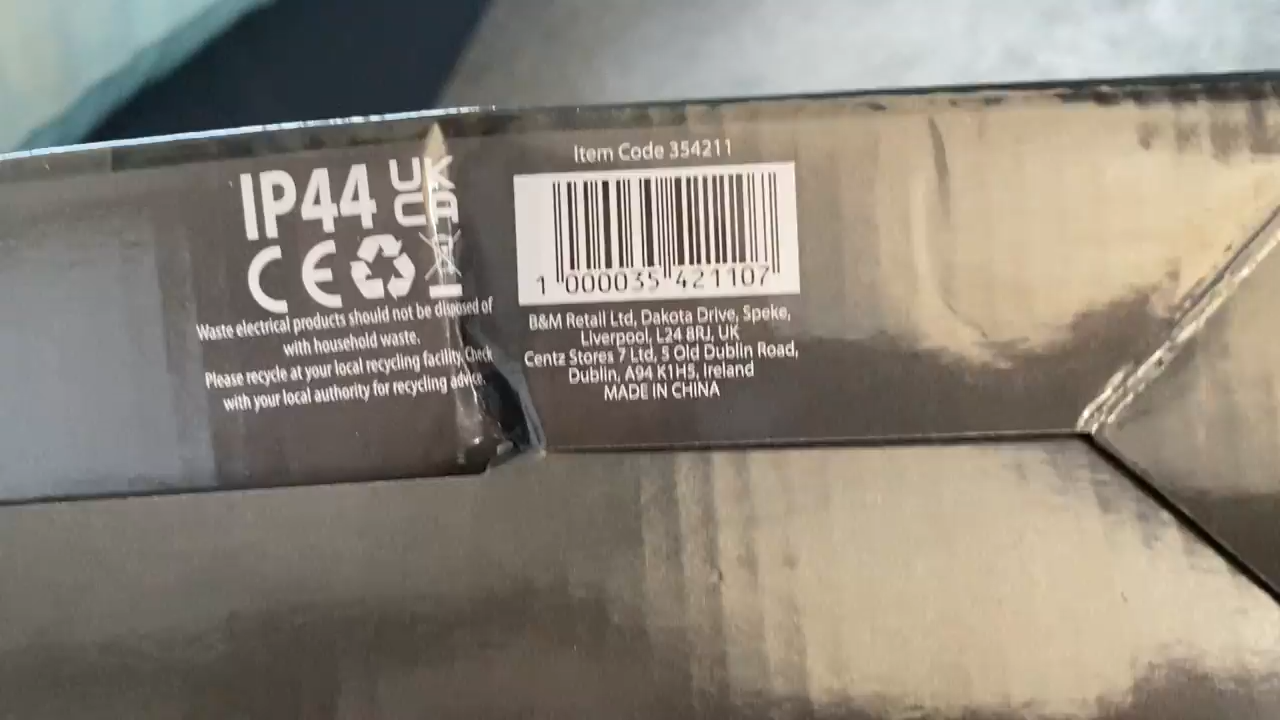 IP44
UK
CA
CE
Waste electrical products should not be disposed of
with household waste.
Please recycle at your local recycling facility. Check
with your local authority for recycling advice.
Item Code 354211
1 000035 421107
B&M Retail Ltd, Dakota Drive, Speke,
Liverpool, L24 8RJ, UK
Centz Stores 7 Ltd, 5 Old Dublin Road,
Dublin, A94 K1H5, Ireland
MADE IN CHINA